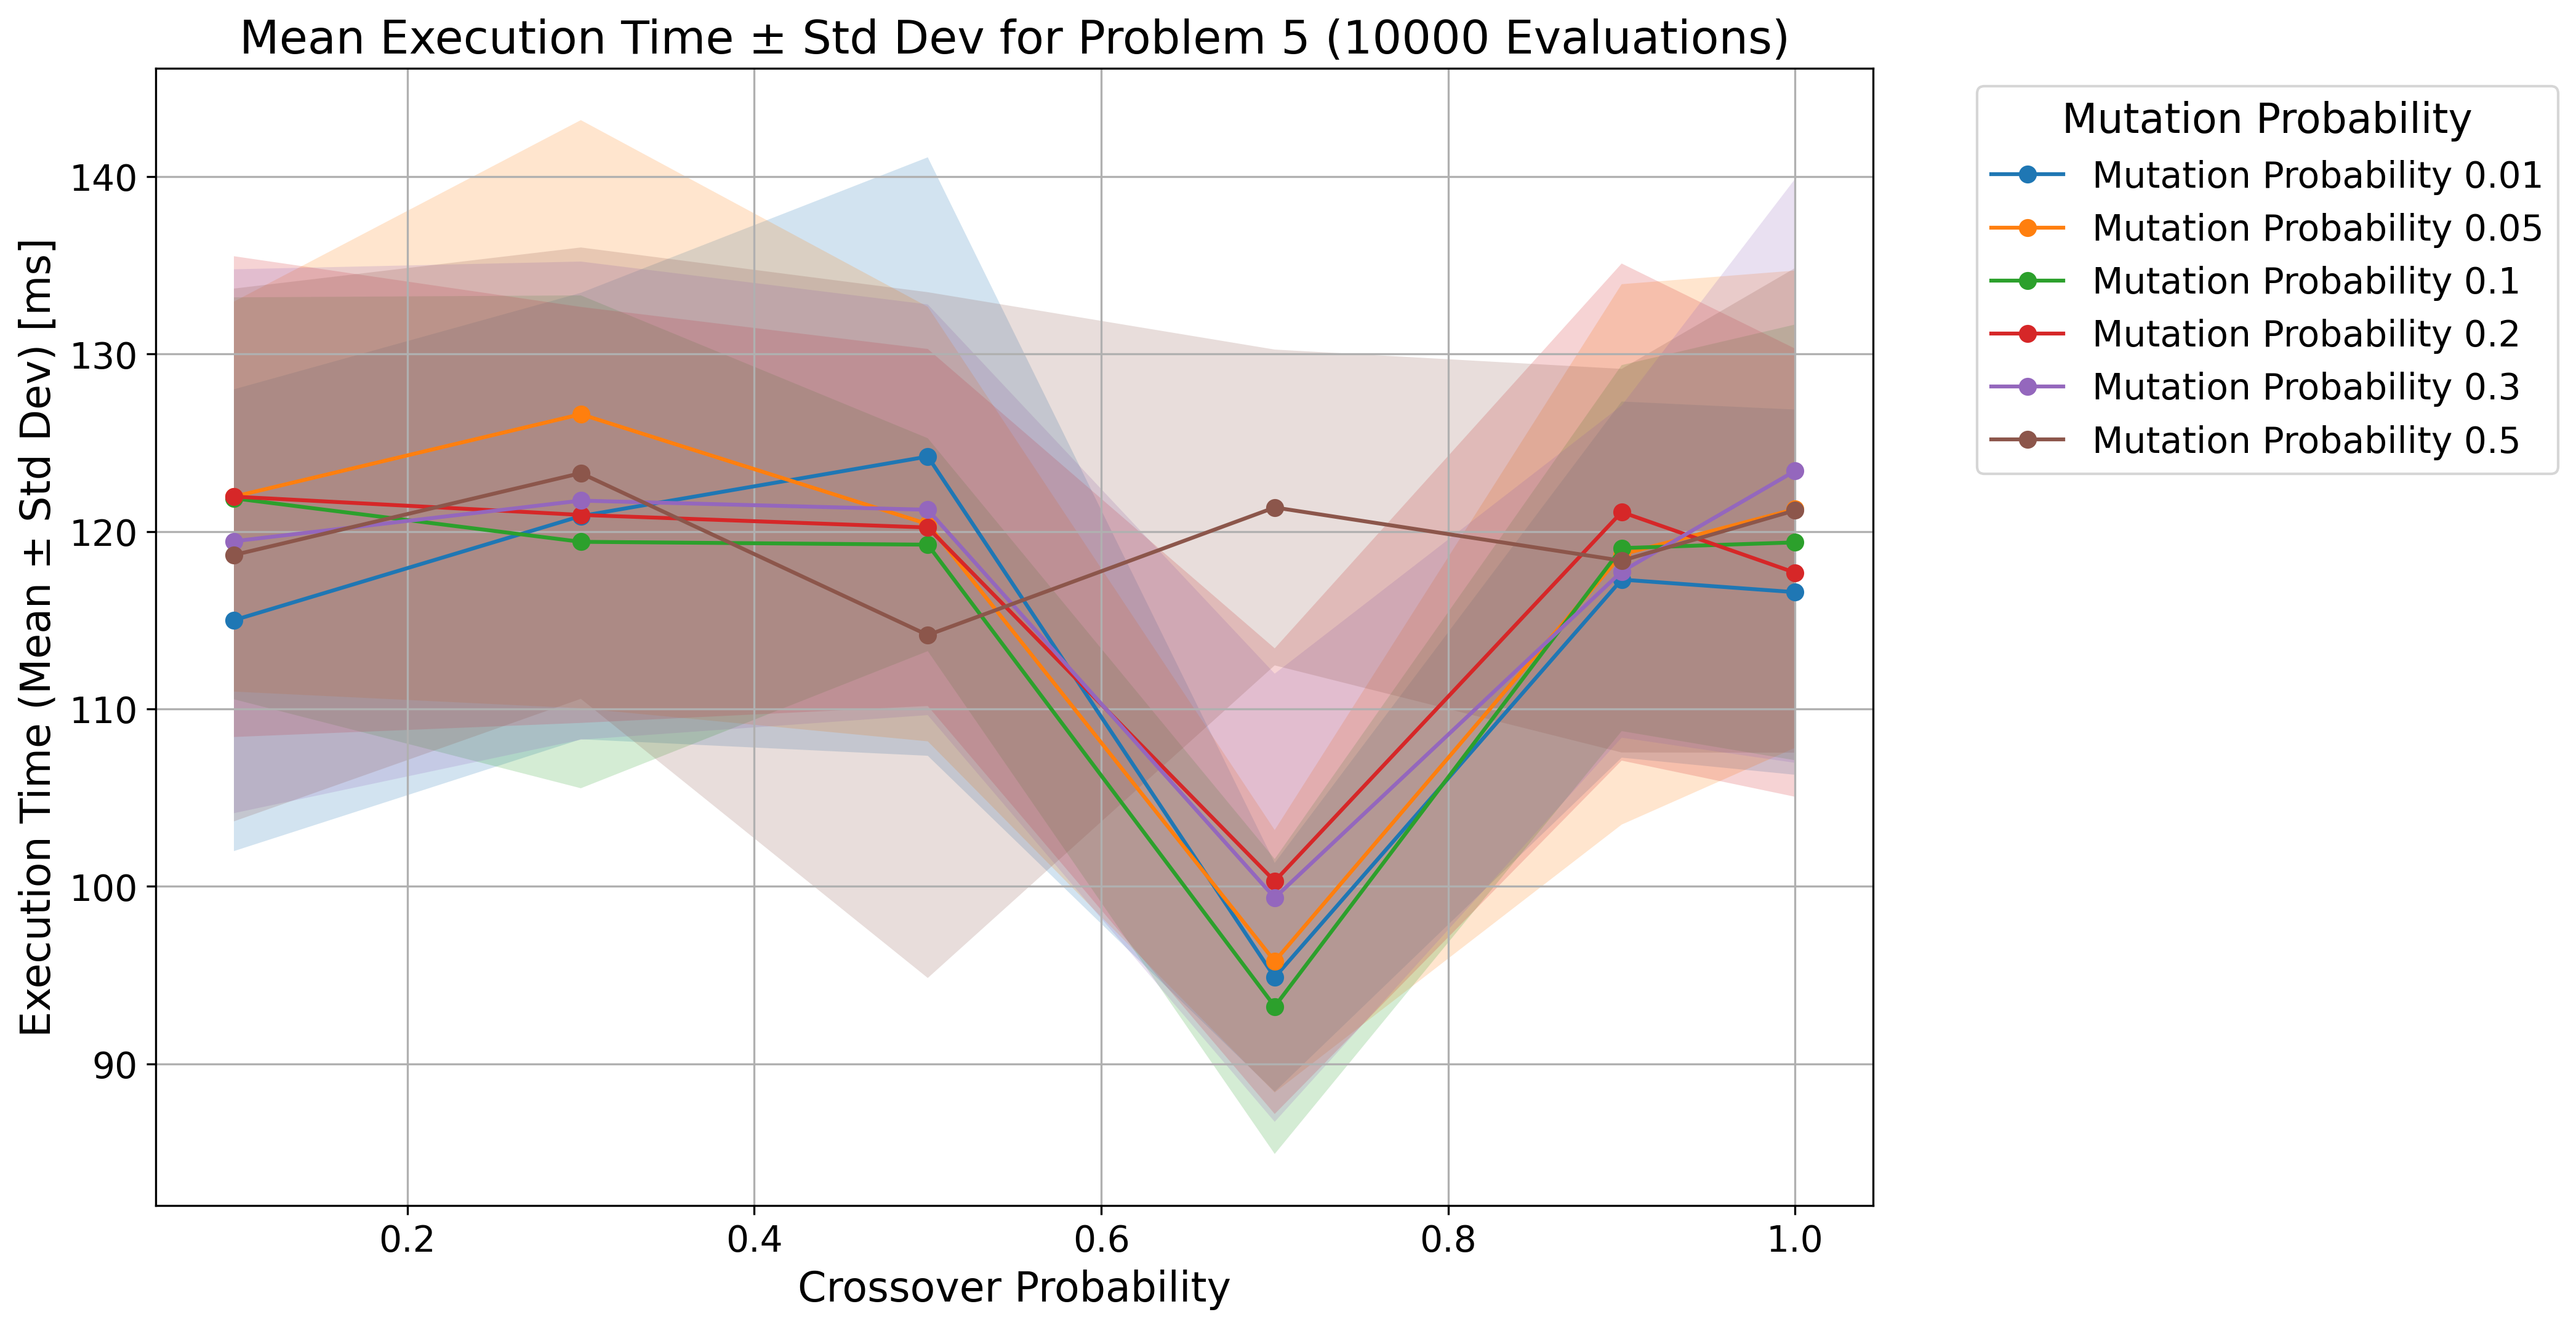 Mean Execution Time ± Std Dev for Problem 5 (10000 Evaluations)
Execution Time (Mean ± Std Dev) [ms]
140
130
120
110
100
90
0.2 0.4 0.6 0.8 1.0
Crossover Probability
Mutation Probability
Mutation Probability 0.01
Mutation Probability 0.05
Mutation Probability 0.1
Mutation Probability 0.2
Mutation Probability 0.3
Mutation Probability 0.5